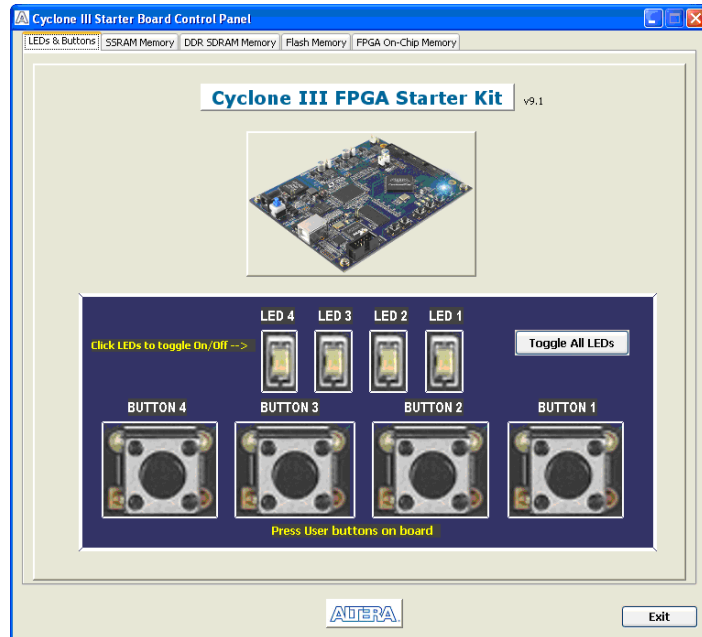 Cyclone III Starter Board Control Panel
LEDs & Buttons SSRAM Memory DDR SDRAM Memory Flash Memory FPGA On-Chip Memory
Cyclone III FPGA Starter Kit v9.1
LED 4 LED 3 LED 2 LED 1
Click LEDs to toggle On/Off --> Toggle All LEDs
BUTTON 4 BUTTON 3 BUTTON 2 BUTTON 1
Press User buttons on board
ALTERA.
Exit